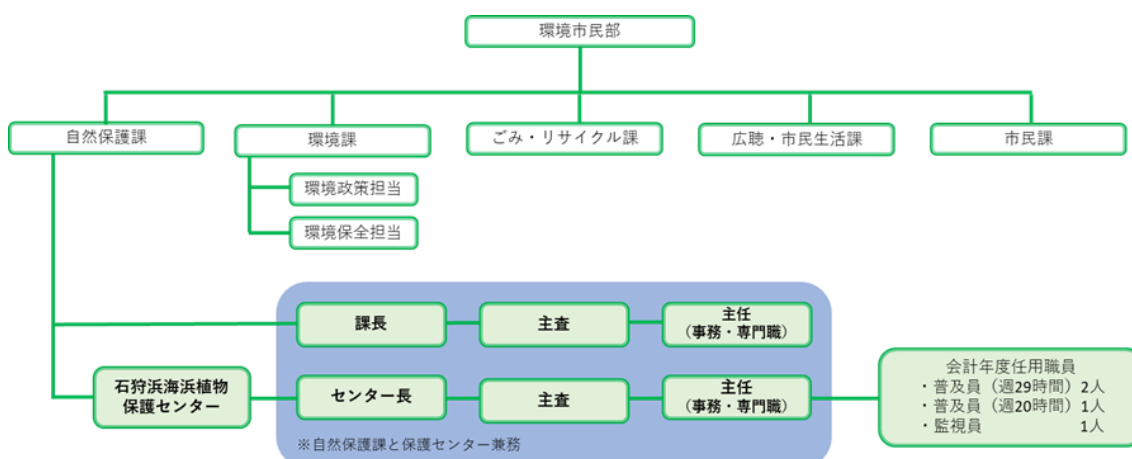 環境市民部
自然保護課
環境課
ごみ・リサイクル課
広聴・市民生活課
市民課
環境政策担当
環境保全担当
課長
主査
主任
(事務・専門職)
石狩浜海浜植物
保護センター
センター長
主査
主任
(事務・専門職)
※自然保護課と保護センター兼務
会計年度任用職員
・普及員（週29時間）2人
・普及員（週20時間）1人
・監視員 1人